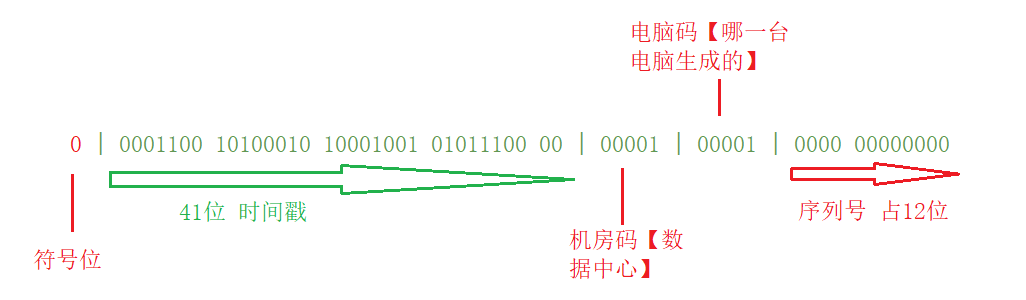 电脑码【哪一台
电脑生成的】
0 | 0001100 10100010 10001001 01011100 00 | 00001 | 00001 | 0000 00000000
41位 时间戳
序列号 占12位
符号位
机房码【数
据中心】